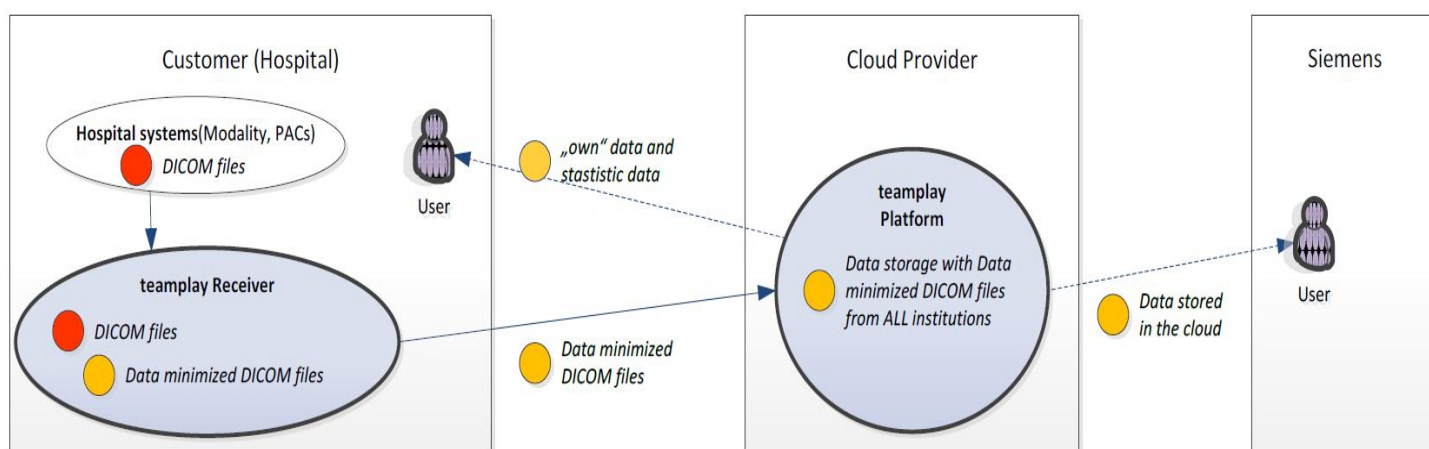 Customer (Hospital)
Hospital systems(Modality, PACs)
DICOM files
User
teamplay Receiver
DICOM files
Data minimized DICOM files
„own“ data and
stastistic data
Data minimized
DICOM files
Cloud Provider
teamplay
Platform
Data storage with Data
minimized DICOM files
from ALL institutions
Data stored
in the cloud
Siemens
User